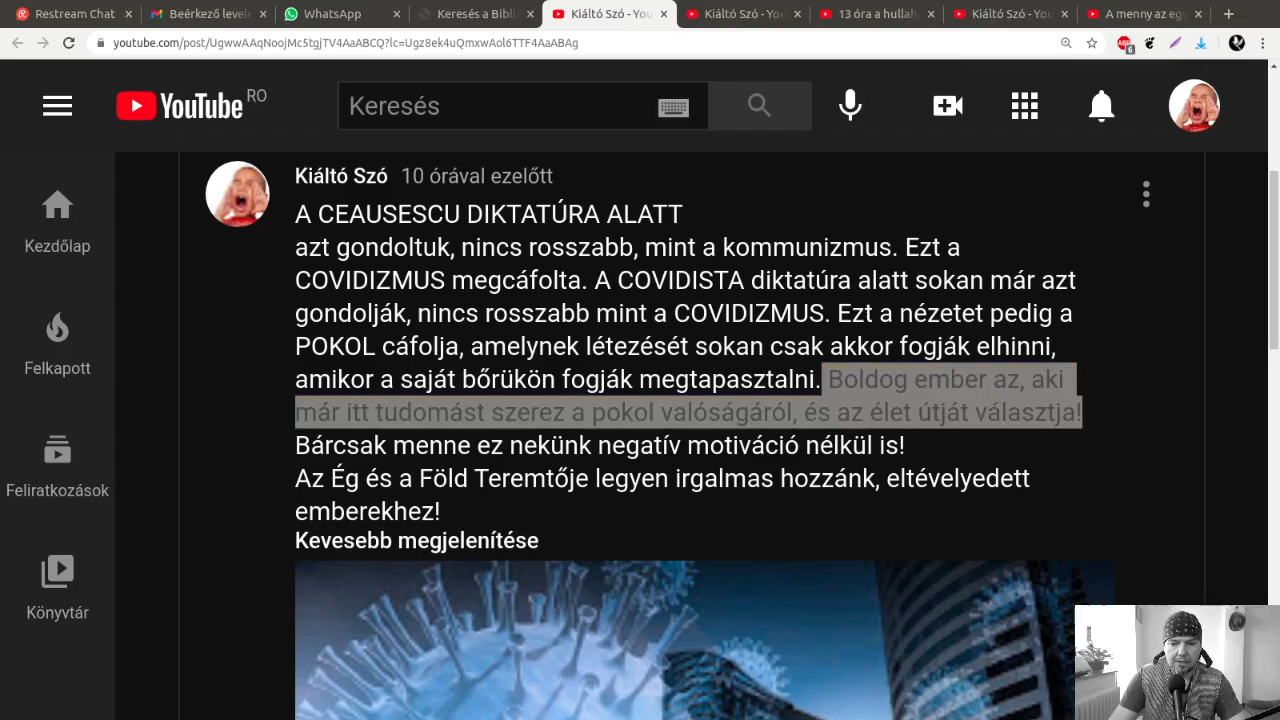 Restream Chat
Beérkező levele
WhatsApp
Keresés a Bibli
Kiáltó Szó - You
Kiáltó Szó - You
13 óra a hullah
Kiáltó Szó - You
A menny az egy
youtube.com/post/UgwwAAqNoojMc5tgjTV4AaABCQ?lc=Ugz8ek4uQmxwAol6TTF4AaABAg
6
YouTube RO
Keresés
Kezdőlap
Felkapott
Feliratkozások
Könyvtár
Kiáltó Szó 10 órával ezelőtt
A CEAUSESCU DIKTATÚRA ALATT
azt gondoltuk, nincs rosszabb, mint a kommunizmus. Ezt a
COVIDIZMUS megcáfolta. A COVIDISTA diktatúra alatt sokan már azt
gondolják, nincs rosszabb mint a COVIDIZMUS. Ezt a nézetet pedig a
POKOL cáfolja, amelynek létezését sokan csak akkor fogják elhinni,
amikor a saját bőrükön fogják megtapasztalni. Boldog ember az, aki
már itt tudomást szerez a pokol valóságáról, és az élet útját választja!
Bárcsak menne ez nekünk negatív motiváció nélkül is!
Az Ég és a Föld Teremtője legyen irgalmas hozzánk, eltévelyedett
emberekhez!
Kevesebb megjelenítése